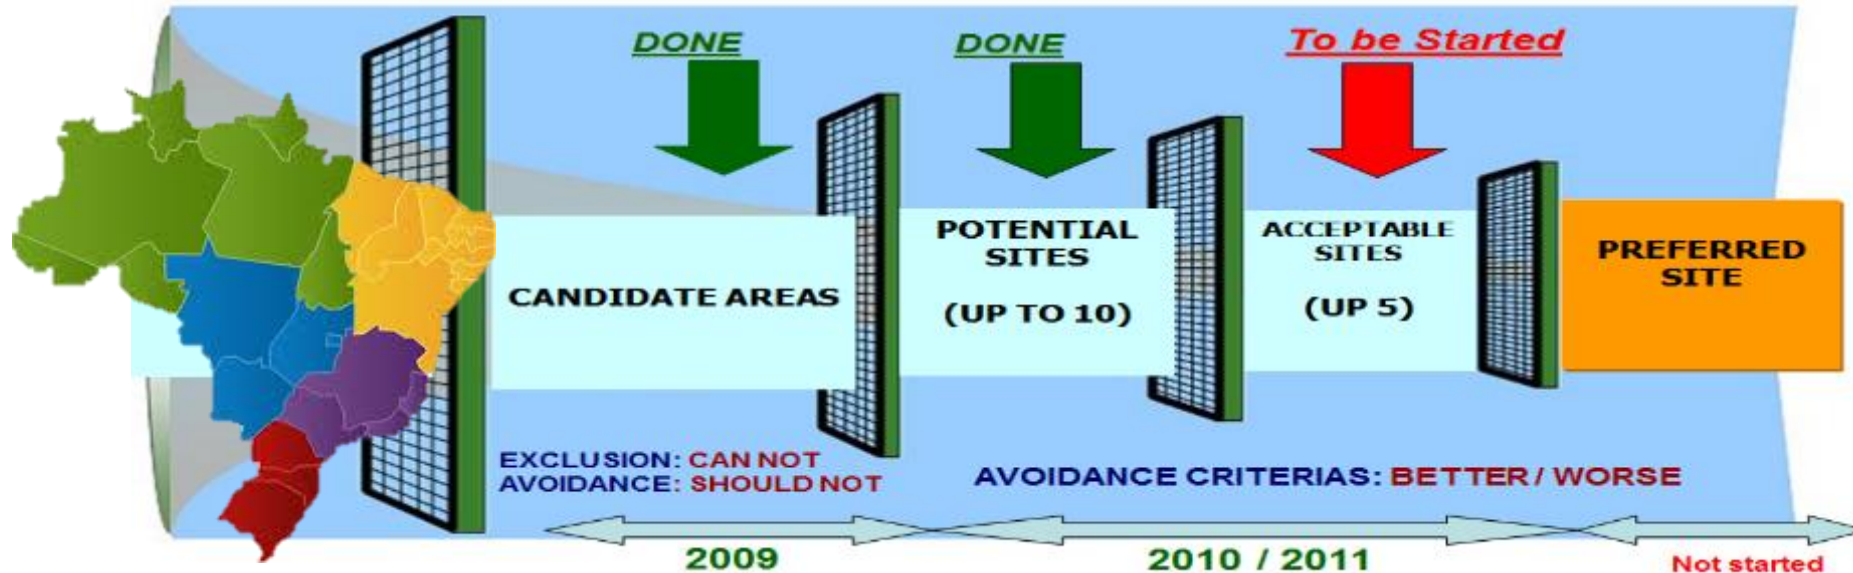 DONE
DONE
To be Started
CANDIDATE AREAS
POTENTIAL
SITES
(UP TO 10)
ACCEPTABLE
SITES
(UP 5)
PREFERRED
SITE
EXCLUSION: CAN NOT
AVOIDANCE: SHOULD NOT
AVOIDANCE CRITERIAS: BETTER / WORSE
2009
2010 / 2011
Not started